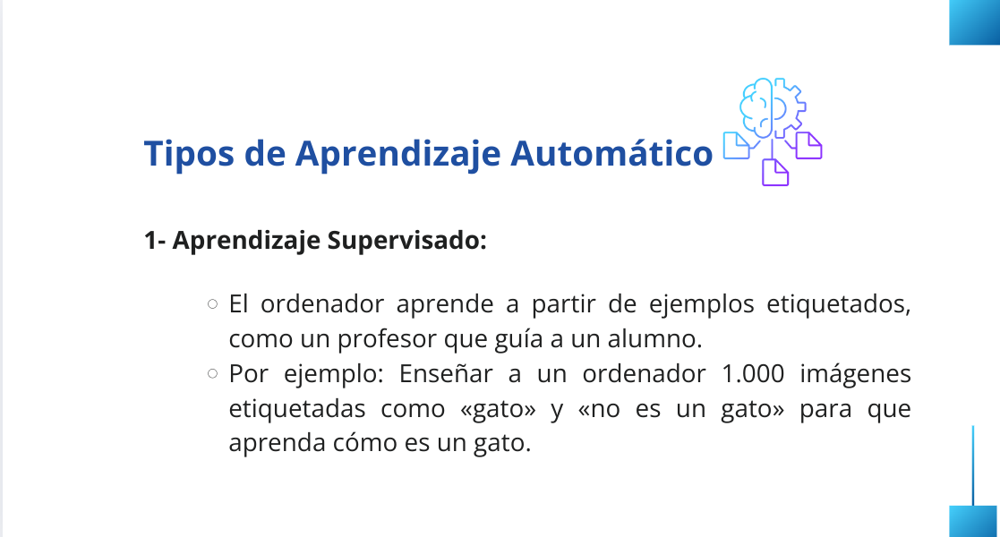 Tipos de Aprendizaje Automático
1- Aprendizaje Supervisado:
El ordenador aprende a partir de ejemplos etiquetados,
como un profesor que guía a un alumno.
Por ejemplo: Enseñar a un ordenador 1.000 imágenes
etiquetadas como «gato» y «no es un gato» para que
aprenda cómo es un gato.